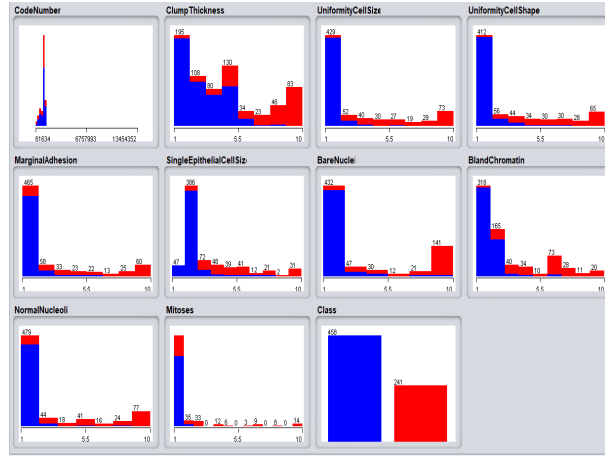 CodeNumber
61634 6757993 13454352
ClumpThickness
195 108 80 130 34 23 46 83
1 5.5 10
UniformityCellSize
429 52 40 30 27 19 29 73
1 5.5 10
UniformityCellShape
412 56 44 34 30 30 28 65
1 5.5 10
MarginalAdhesion
465 58 33 23 22 13 25 60
1 5.5 10
SingleEpithelialCellSiz
47 386 72 48 39 41 12 21 2 31
1 5.5 10
BareNuclei
432 47 30 12 21 141
1 5.5 10
BlandChromatin
318 165 40 34 10 73 28 11 20
1 5.5 10
NormalNucleoli
479 44 18 41 16 24 77
1 5.5 10
Mitoses
35 33 0 12 6 0 3 9 0 8 0 14
1 5.5 10
Class
458 241